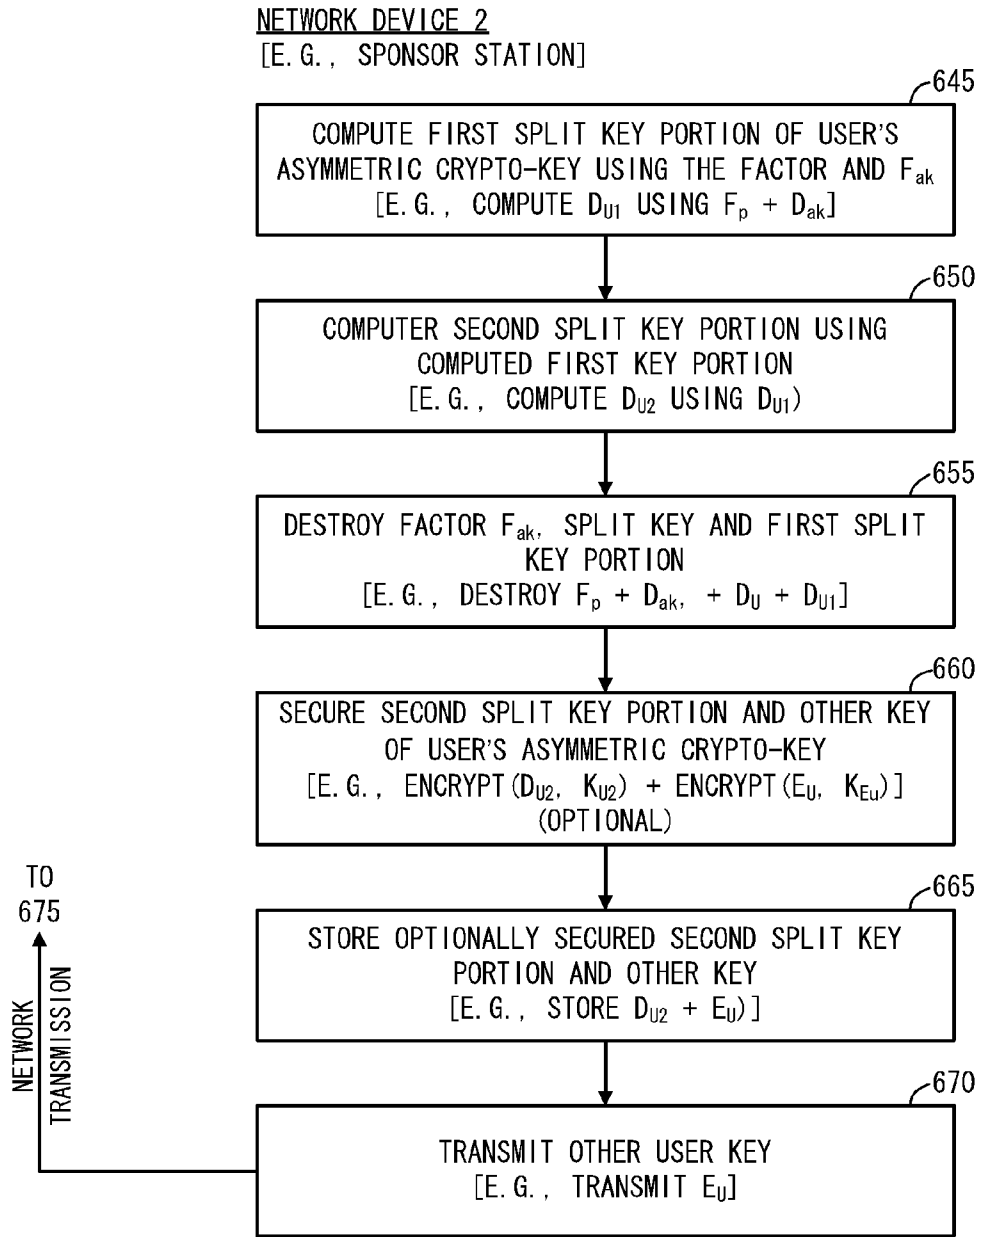 NETWORK DEVICE 2
[E.G., SPONSOR STATION]
645
COMPUTE FIRST SPLIT KEY PORTION OF USER'S
ASYMMETRIC CRYPTO-KEY USING THE FACTOR AND Fak
[E.G., COMPUTE DU1 USING Fp + Dak]
650
COMPUTER SECOND SPLIT KEY PORTION USING
COMPUTED FIRST KEY PORTION
[E.G., COMPUTE DU2 USING DU1)
655
DESTROY FACTOR Fak, SPLIT KEY AND FIRST SPLIT
KEY PORTION
[E.G., DESTROY Fp + Dak, + DU + DU1]
660
SECURE SECOND SPLIT KEY PORTION AND OTHER KEY
OF USER'S ASYMMETRIC CRYPTO-KEY
[E.G., ENCRYPT(DU2, KU2) + ENCRYPT(EU, KEu)]
(OPTIONAL)
665
STORE OPTIONALLY SECURED SECOND SPLIT KEY
PORTION AND OTHER KEY
[E.G., STORE DU2 + EU)]
670
TRANSMIT OTHER USER KEY
[E.G., TRANSMIT EU]
TO
675
NETWORK
TRANSMISSION